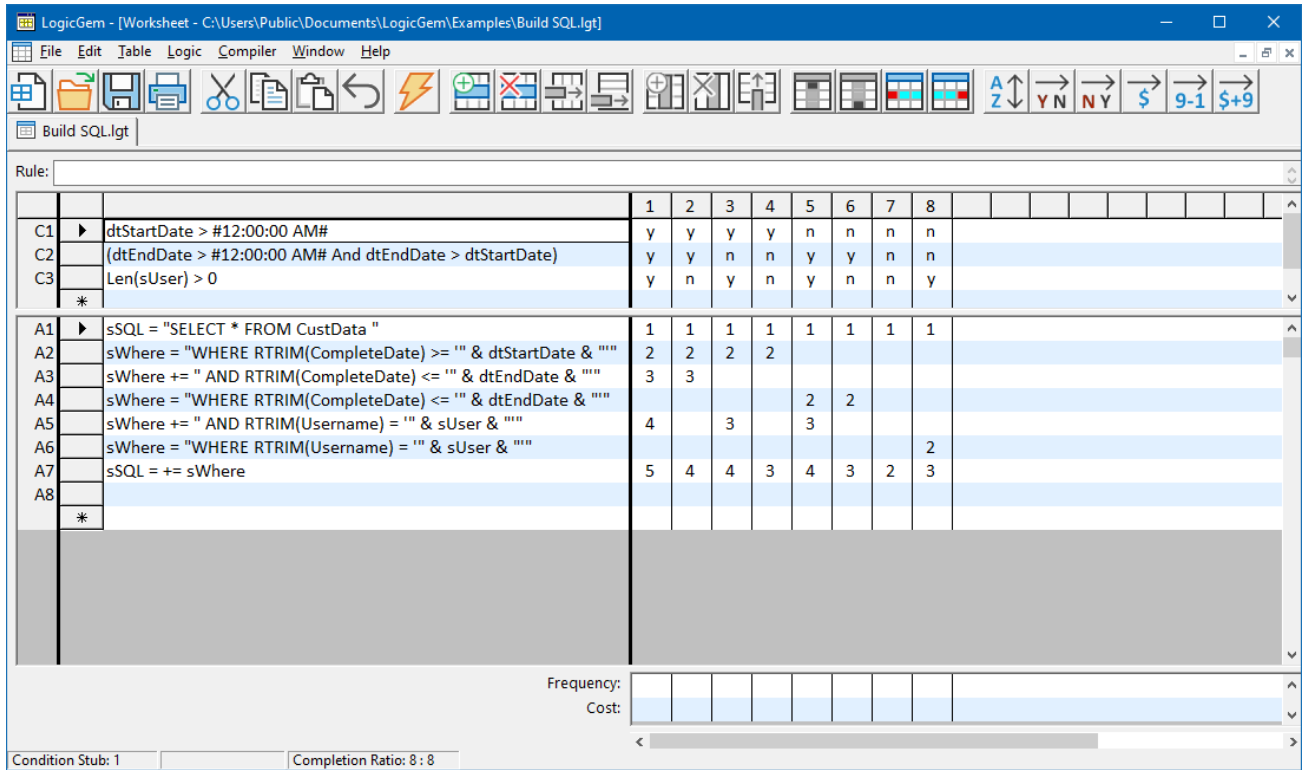 LogicGem - [Worksheet - C:\Users\Public\Documents\LogicGem\Examples\Build SQL.lgt]
File Edit Table Logic Compiler Window Help
A Z Y N N Y $ 9-1 $+9
Build SQL.lgt
Rule:
1 2 3 4 5 6 7 8
C1 dtStartDate > #12:00:00 AM# y y y y n n n n
C2 (dtEndDate > #12:00:00 AM# And dtEndDate > dtStartDate) y y n n y y n n
C3 Len(sUser) > 0 y n y n y n n y
*
A1 sSQL = "SELECT * FROM CustData " 1 1 1 1 1 1 1 1
A2 sWhere = "WHERE RTRIM(CompleteDate) >= '" & dtStartDate & "'" 2 2 2 2
A3 sWhere += " AND RTRIM(CompleteDate) <= '" & dtEndDate & "'" 3 3
A4 sWhere = "WHERE RTRIM(CompleteDate) <= '" & dtEndDate & "'" 2 2
A5 sWhere += " AND RTRIM(Username) = '" & sUser & "'" 4 3 3
A6 sWhere = "WHERE RTRIM(Username) = '" & sUser & "'" 2
A7 sSQL = += sWhere 5 4 4 3 4 3 2 3
A8
*
Frequency:
Cost:
Condition Stub: 1 Completion Ratio: 8 : 8